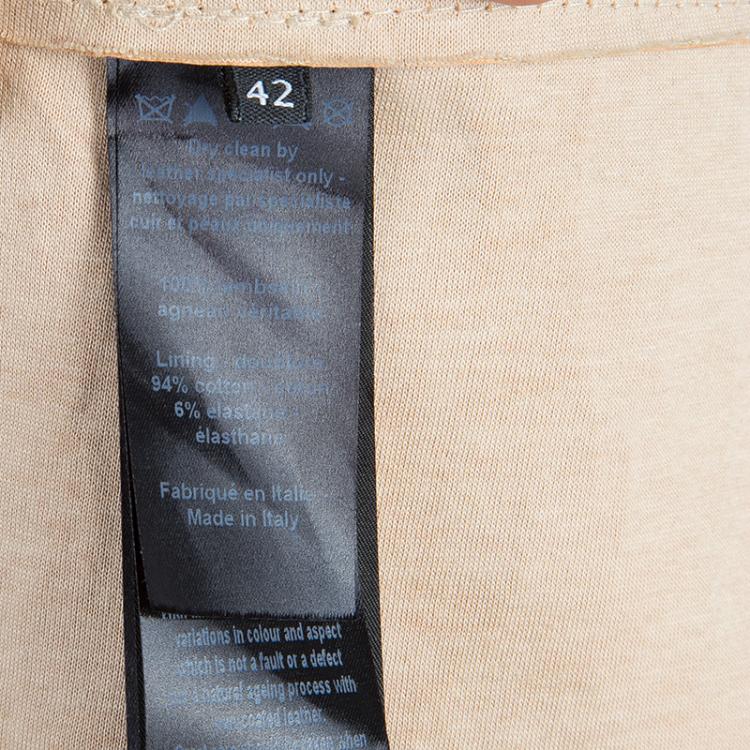 42
Dry clean by
leather specialist only -
nettoyage par spécialiste
cuir et peaux uniquement
100%
agneau véritable
Lining - doublure
94% cotton - coton
6% elastane -
élasthane
Fabriqué en Italie -
Made in Italy
variations in colour and aspect
which is not a fault or a defect
a natural ageing process with
coated leather.
when